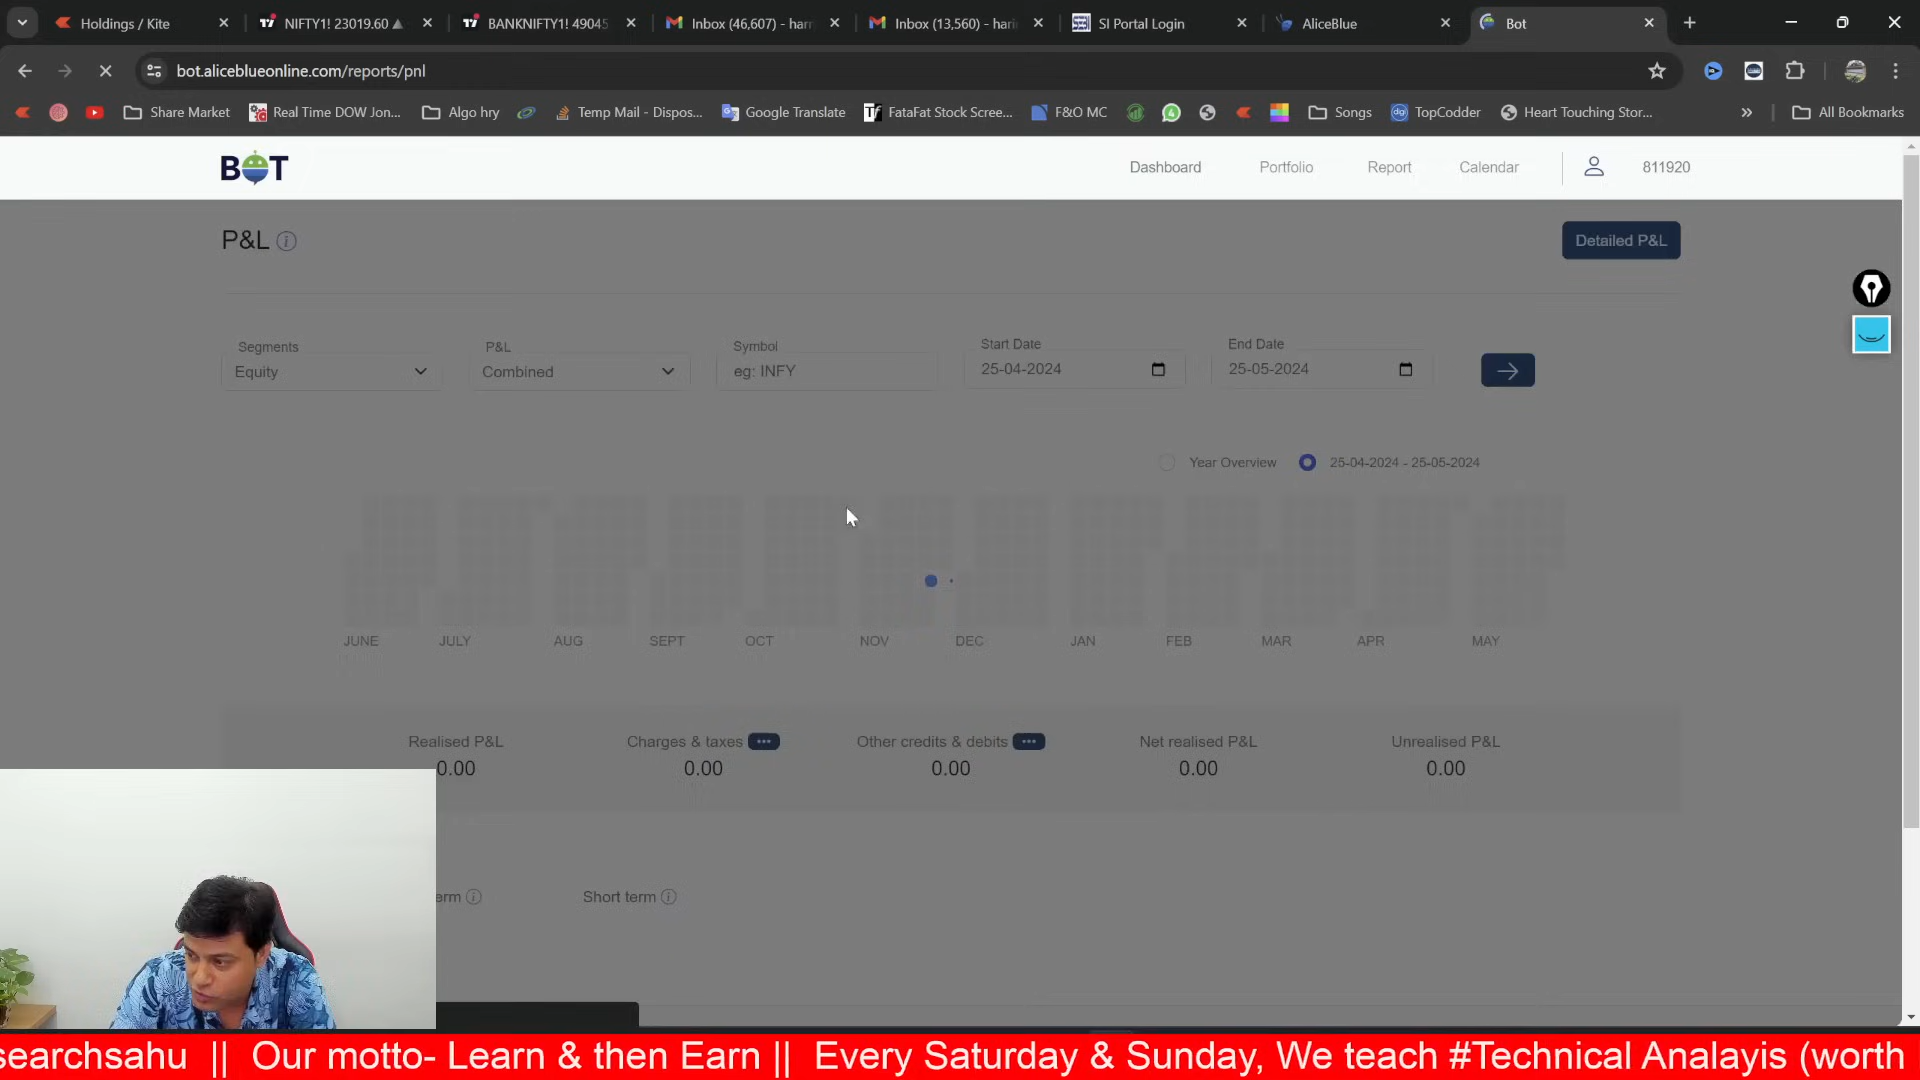 Holdings / Kite
NIFTY1! 23019.60
BANKNIFTY1! 49045
Inbox (46,607) - harr
Inbox (13,560) - hari
SI Portal Login
AliceBlue
Bot
bot.aliceblueonline.com/reports/pnl
Share Market
Real Time DOW Jon...
Algo hry
Temp Mail - Dispos...
Google Translate
FataFat Stock Scree...
F&O MC
Songs
TopCodder
Heart Touching Stor...
»
All Bookmarks
BOT
Dashboard
Portfolio
Report
Calendar
811920
P&L
Detailed P&L
Segments
Equity
P&L
Combined
Symbol
eg: INFY
Start Date
25-04-2024
End Date
25-05-2024
Year Overview
25-04-2024 - 25-05-2024
JUNE JULY AUG SEPT OCT NOV DEC JAN FEB MAR APR MAY
Realised P&L
0.00
Charges & taxes
0.00
Other credits & debits
0.00
Net realised P&L
0.00
Unrealised P&L
0.00
erm
Short term
searchsahu || Our motto- Learn & then Earn || Every Saturday & Sunday, We teach #Technical Analayis (worth